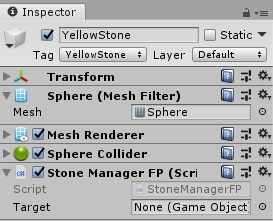 Inspector
YellowStone Static
Tag YellowStone Layer Default
Transform
Sphere (Mesh Filter)
Mesh Sphere
Mesh Renderer
Sphere Collider
Stone Manager FP (Scri
Script StoneManagerFP
Target None (Game Object